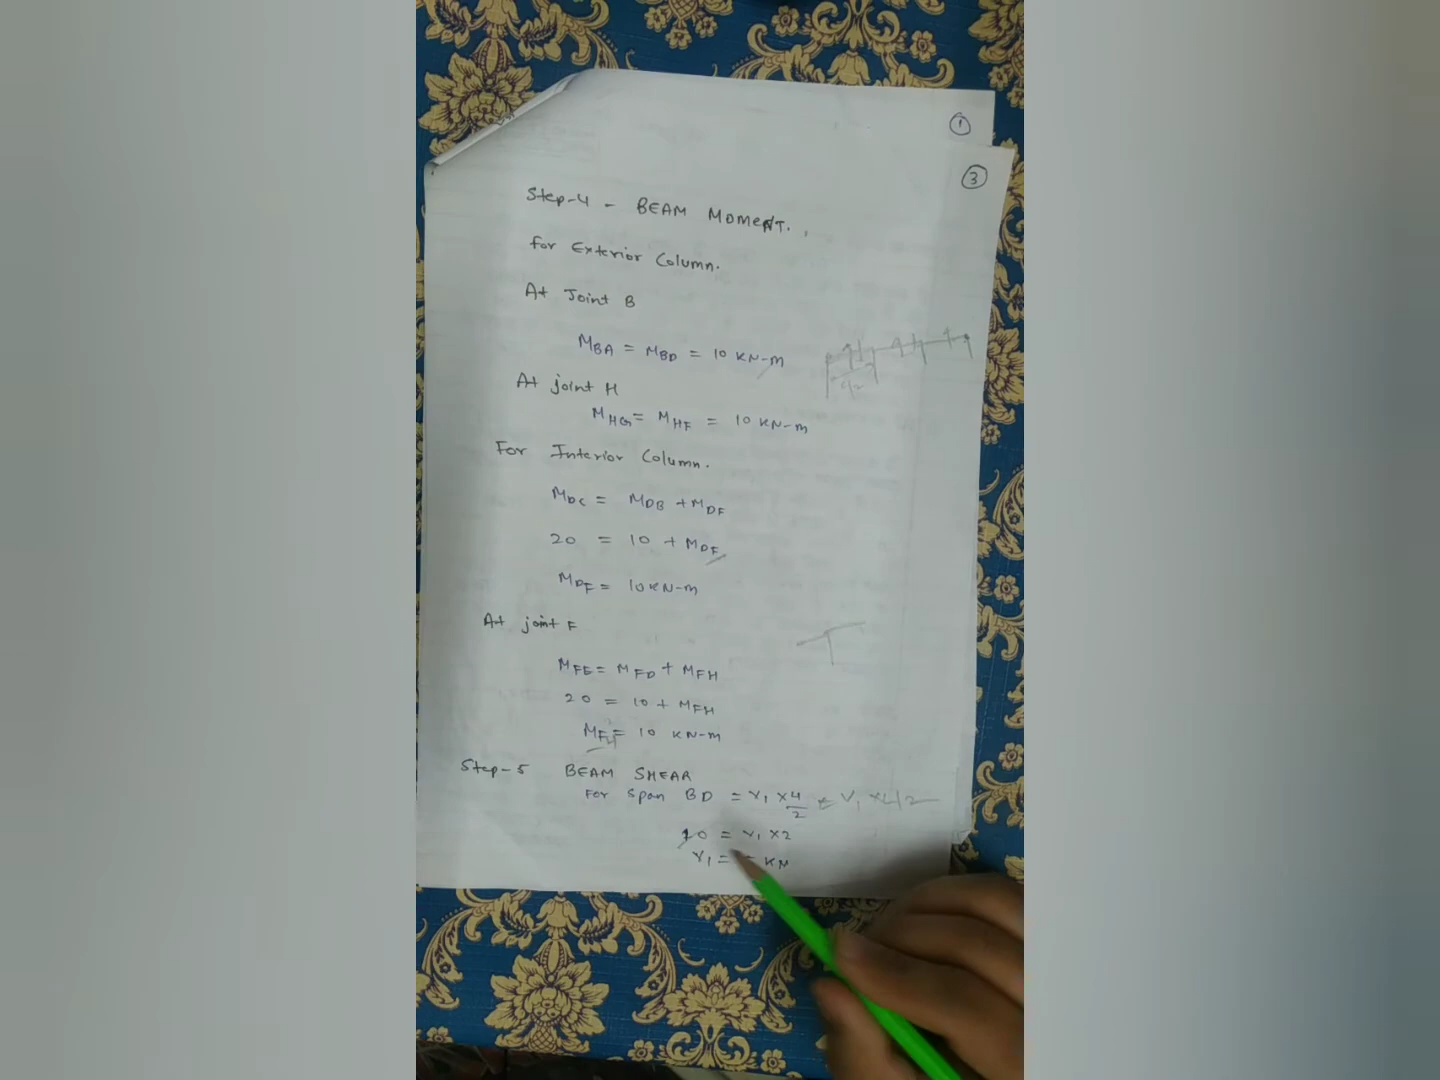 1
3
Step-4 - BEAM MOMENT.
For Exterior Column.
At Joint B
MBA = MBD = 10 KN-m
At joint H
MHG = MHF = 10 KN-m
For Interior Column.
MDC = MDB + MDF
20 = 10 + MDF
MDF = 10 KN-m
At joint F
MFE = MFD + MFH
20 = 10 + MFH
MFH = 10 KN-m
Step-5 BEAM SHEAR
For Span BD = V1 × 4/2 = V1 × L/2
10 = V1 × 2
V1 = KN